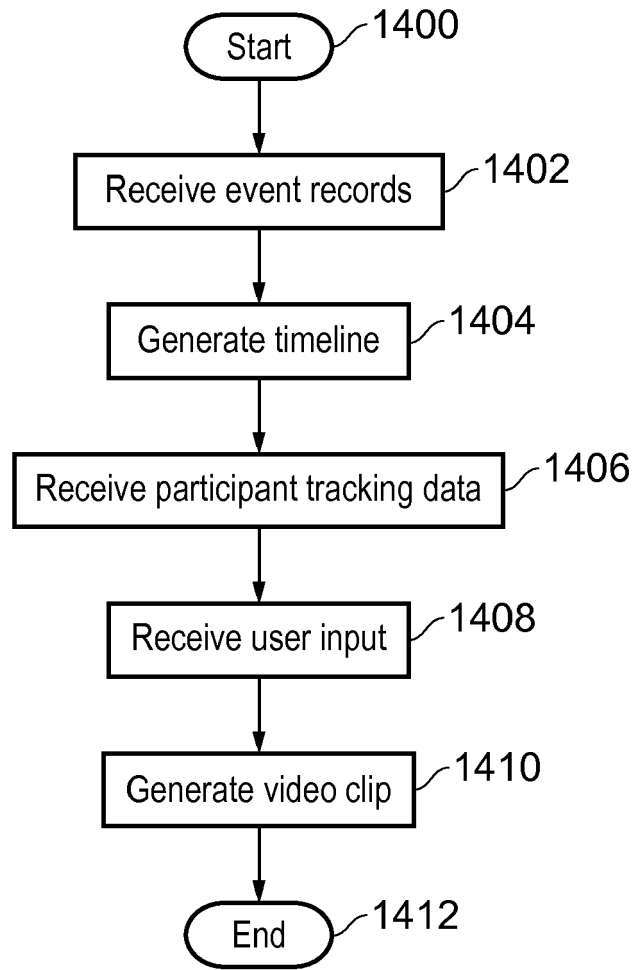 Start
1400
Receive event records
1402
Generate timeline
1404
Receive participant tracking data
1406
Receive user input
1408
Generate video clip
1410
End
1412